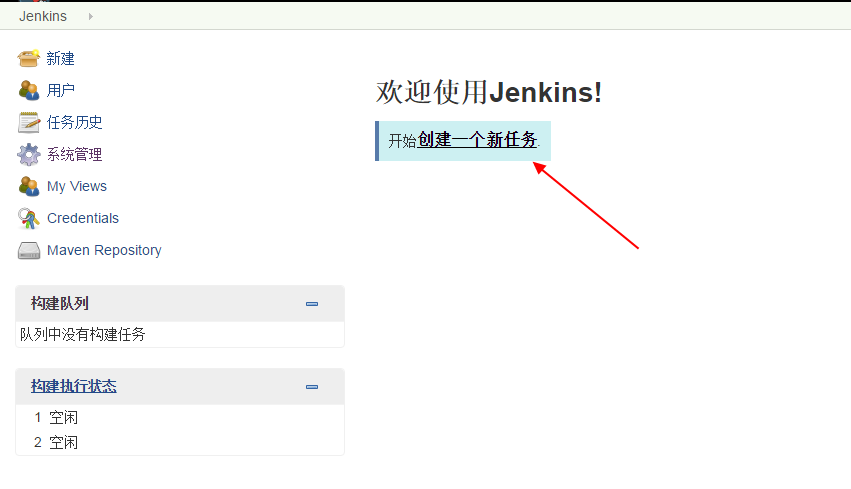 Jenkins
新建
用户
任务历史
系统管理
My Views
Credentials
Maven Repository
构建队列
队列中没有构建任务
构建执行状态
1 空闲
2 空闲
欢迎使用Jenkins!
开始创建一个新任务.